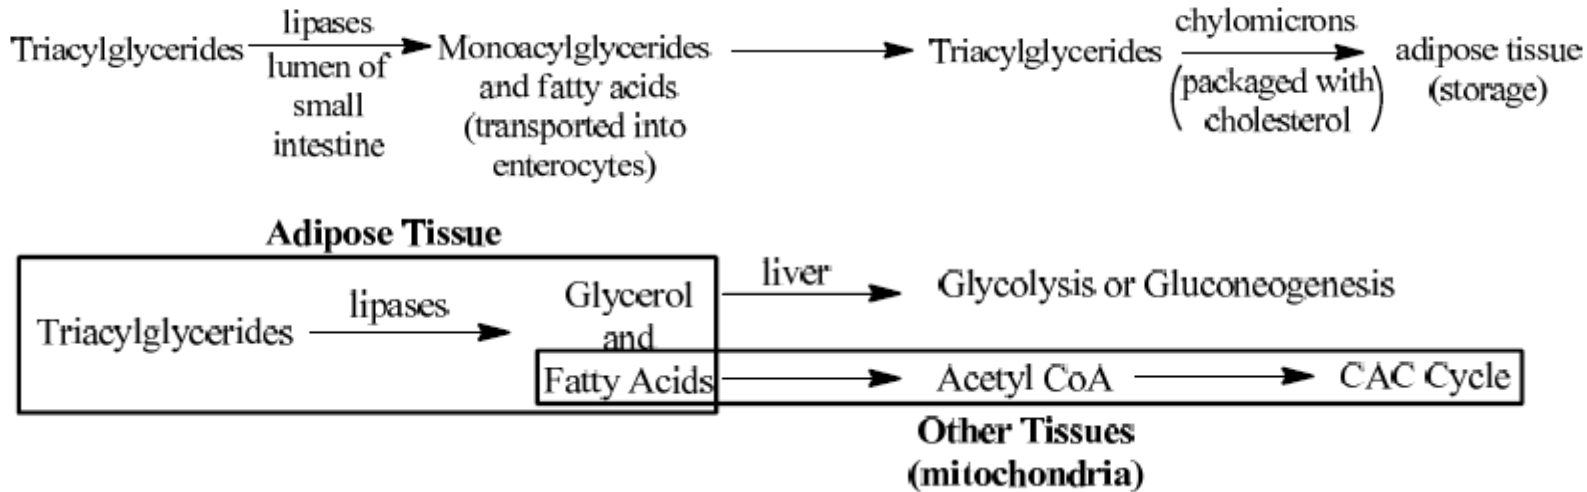 Triacylglycerides
lipases
lumen of
small
intestine
Monoacylglycerides
and fatty acids
(transported into
enterocytes)
Triacylglycerides
chylomicrons
(packaged with
cholesterol)
adipose tissue
(storage)
Adipose Tissue
Triacylglycerides
lipases
Glycerol
and
Fatty Acids
liver
Glycolysis or Gluconeogenesis
Acetyl CoA
CAC Cycle
Other Tissues
(mitochondria)